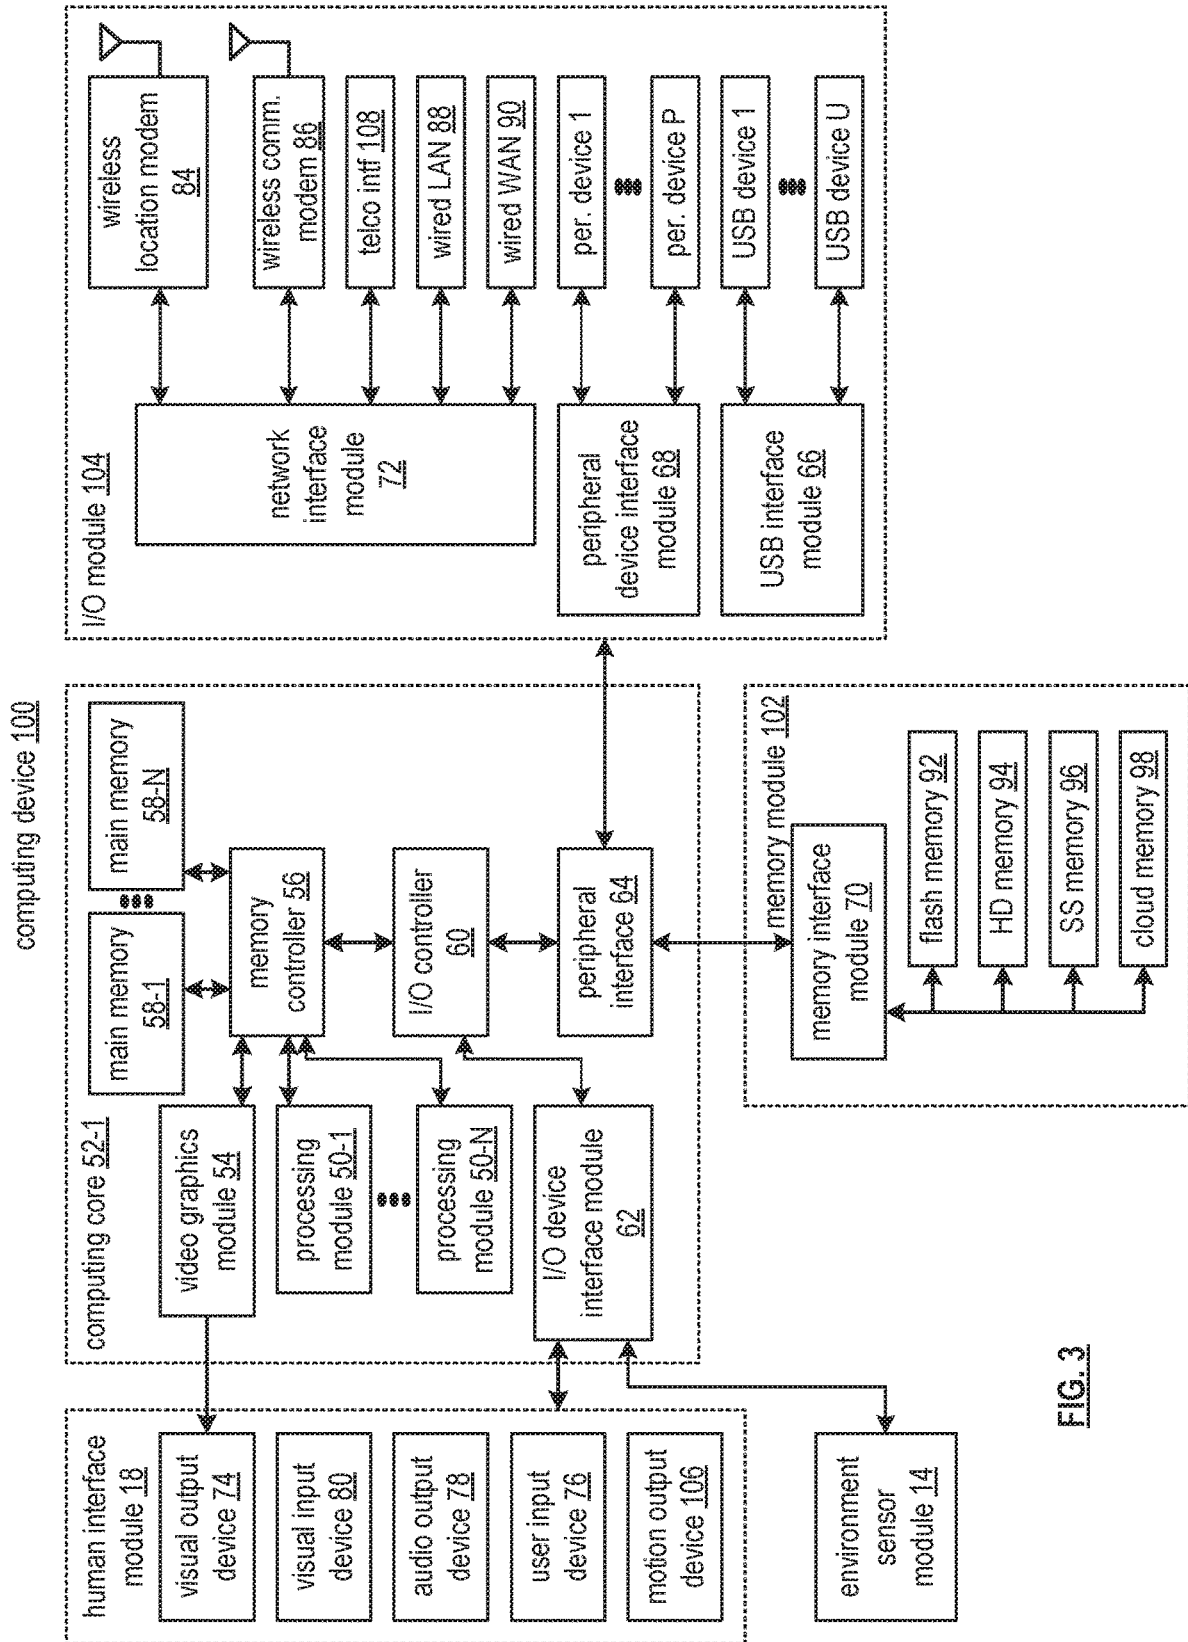 computing device 100
human interface
module 18
visual output
device 74
visual input
device 80
audio output
device 78
user input
device 76
motion output
device 106
environment
sensor
module 14
computing core 52-1
video graphics
module 54
processing
module 50-1
processing
module 50-N
I/O device
interface module
62
main memory
58-1
main memory
58-N
memory
controller 56
I/O controller
60
peripheral
interface 64
memory module 102
memory interface
module 70
flash memory 92
HD memory 94
SS memory 96
cloud memory 98
I/O module 104
network
interface
module
72
peripheral
device interface
module 68
USB interface
module 66
wireless
location modem
84
wireless comm.
modem 86
telco intf 108
wired LAN 88
wired WAN 90
per. device 1
per. device P
USB device 1
USB device U
FIG. 3